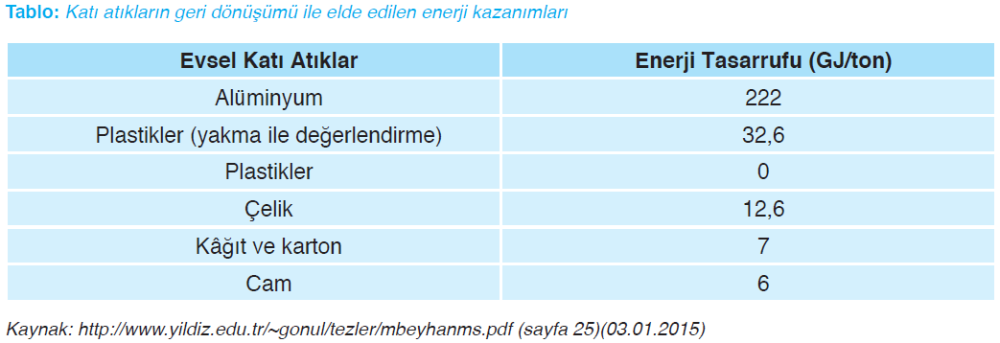 Tablo: Katı atıkların geri dönüşümü ile elde edilen enerji kazanımları
Evsel Katı Atıklar Enerji Tasarrufu (GJ/ton)
Alüminyum 222
Plastikler (yakma ile değerlendirme) 32,6
Plastikler 0
Çelik 12,6
Kâğıt ve karton 7
Cam 6
Kaynak: http://www.yildiz.edu.tr/~gonul/tezler/mbeyhanms.pdf (sayfa 25)(03.01.2015)